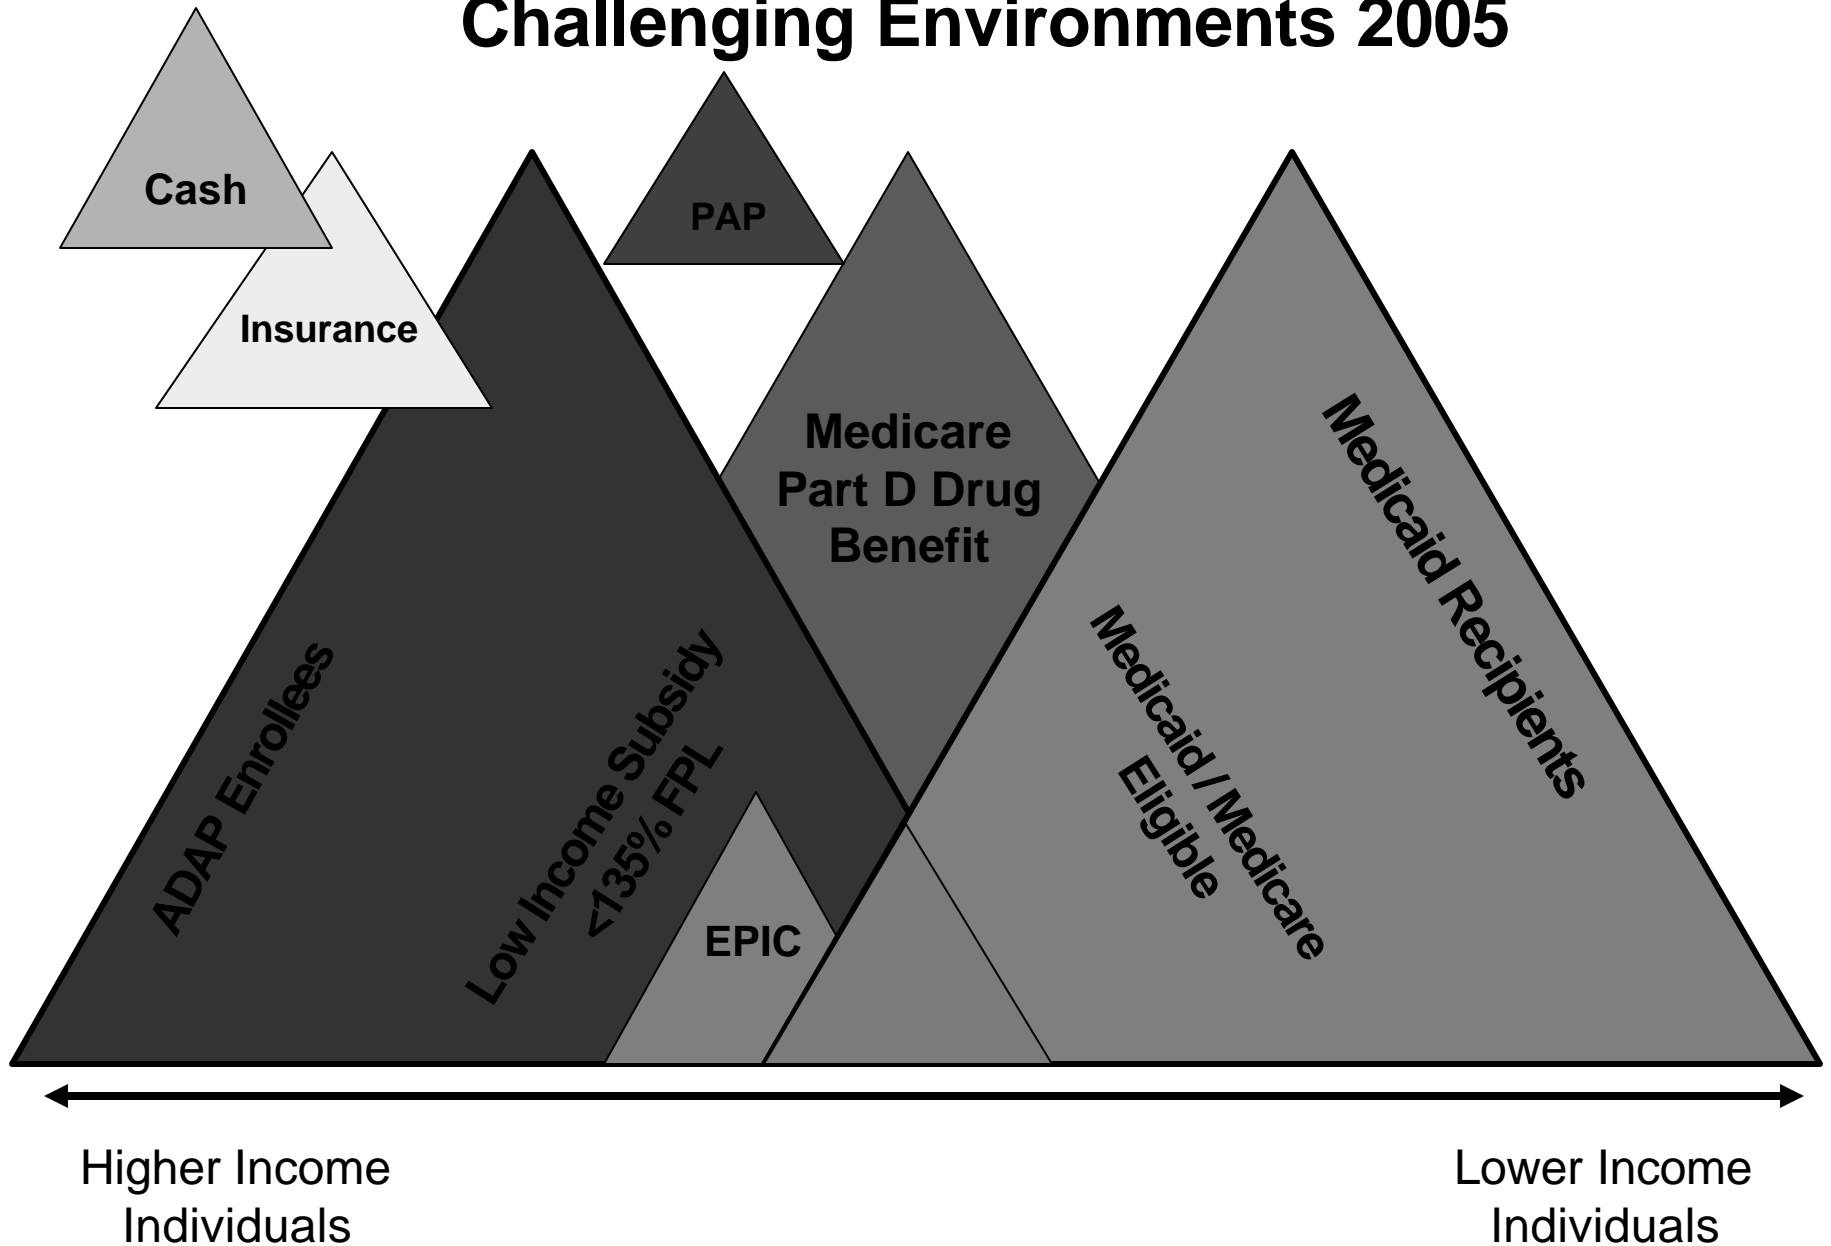 Challenging Environments 2005
Cash
PAP
Insurance
Medicare
Part D Drug
Benefit
Medicaid Recipients
Medicaid / Medicare
Eligible
ADAP Enrollees
Low Income Subsidy
<135% FPL
EPIC
Higher Income
Individuals
Lower Income
Individuals